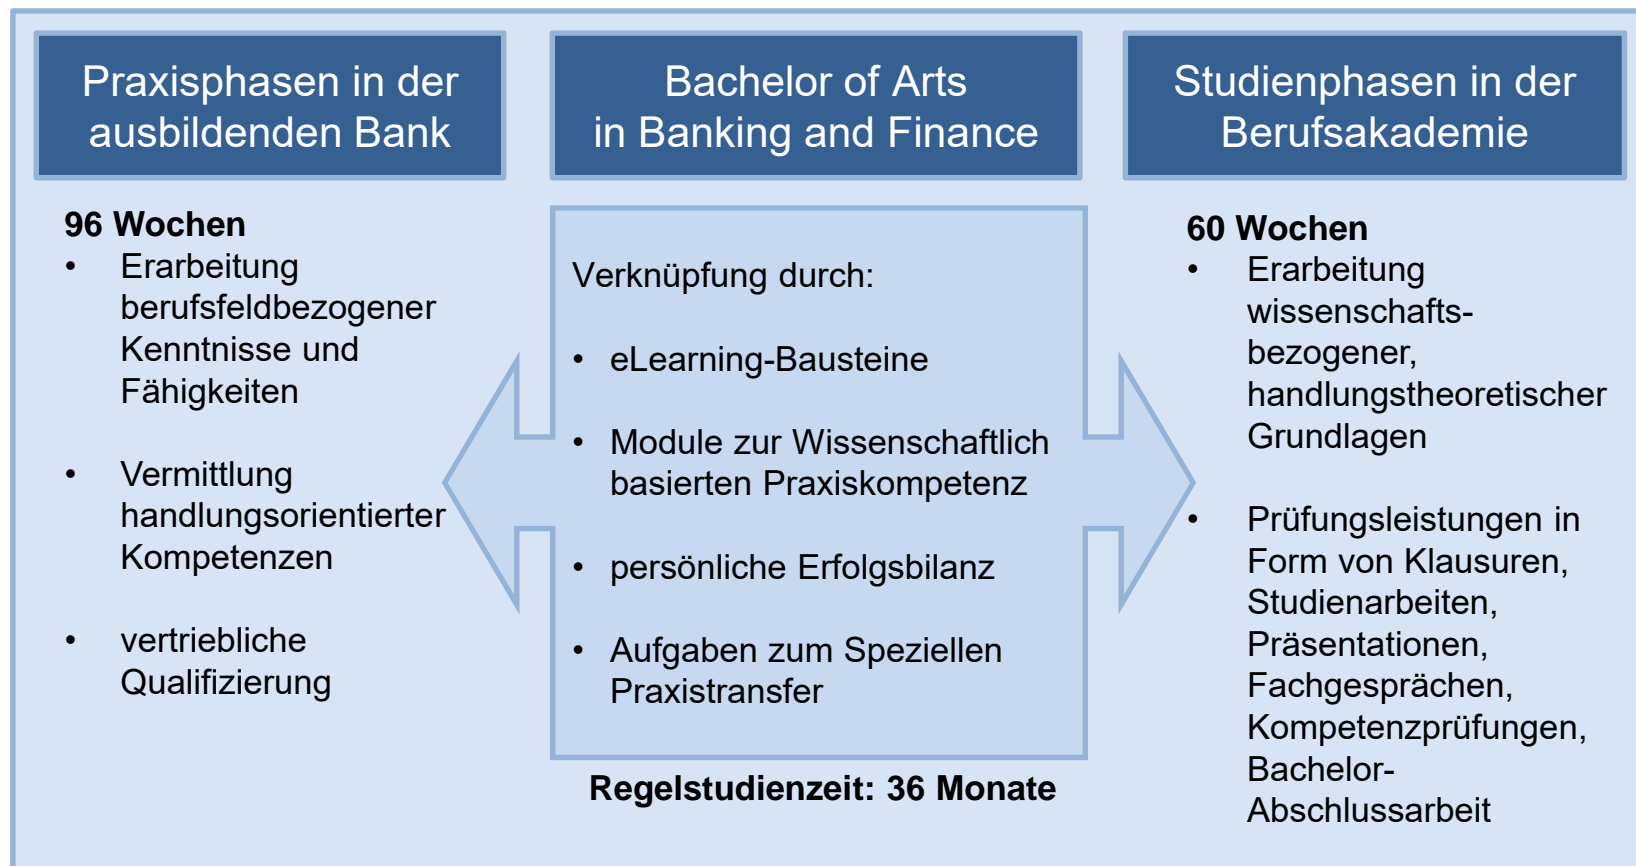 Praxisphasen in der
ausbildenden Bank
Bachelor of Arts
in Banking and Finance
Studienphasen in der
Berufsakademie
96 Wochen
• Erarbeitung
berufsfeldbezogener
Kenntnisse und
Fähigkeiten
• Vermittlung
handlungsorientierter
Kompetenzen
• vertriebliche
Qualifizierung
Verknüpfung durch:
• eLearning-Bausteine
• Module zur Wissenschaftlich
basierten Praxiskompetenz
• persönliche Erfolgsbilanz
• Aufgaben zum Speziellen
Praxistransfer
Regelstudienzeit: 36 Monate
60 Wochen
• Erarbeitung
wissenschafts-
bezogener,
handlungstheoretischer
Grundlagen
• Prüfungsleistungen in
Form von Klausuren,
Studienarbeiten,
Präsentationen,
Fachgesprächen,
Kompetenzprüfungen,
Bachelor-
Abschlussarbeit